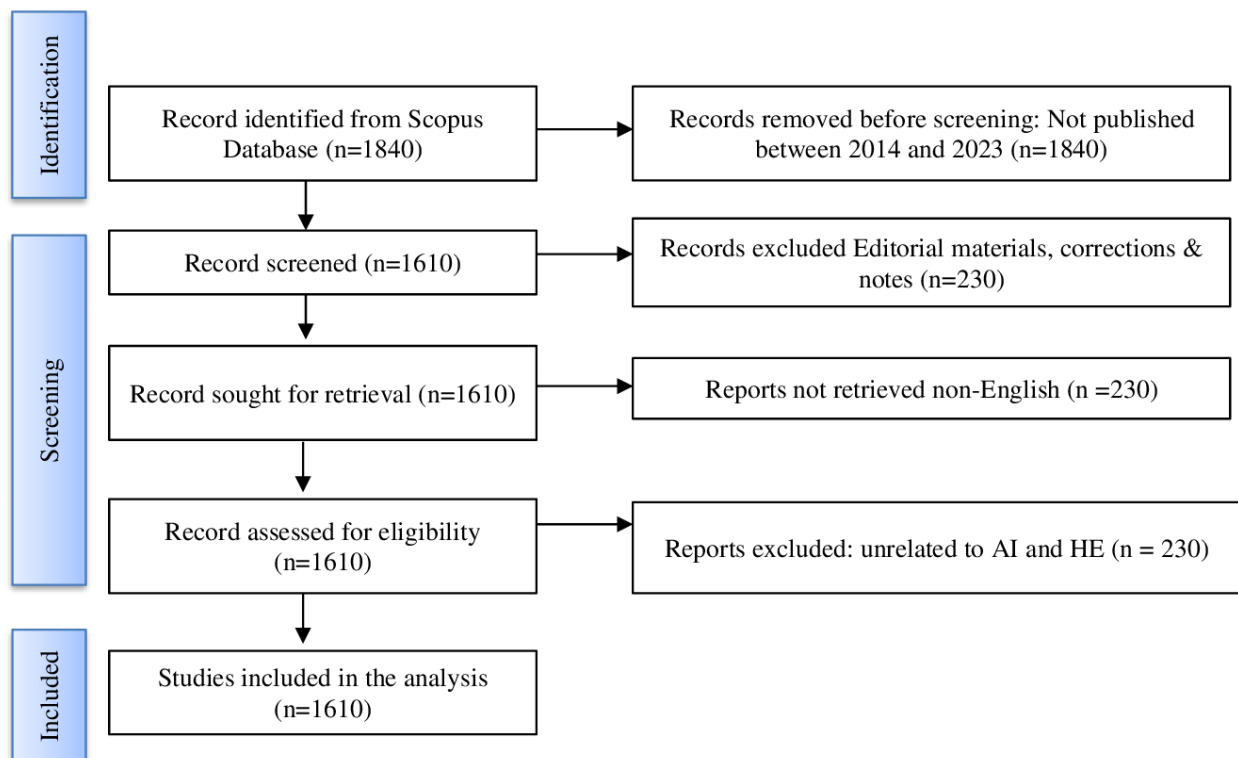 Identification
Record identified from Scopus
Database (n=1840)
Records removed before screening: Not published
between 2014 and 2023 (n=1840)
Screening
Record screened (n=1610)
Records excluded Editorial materials, corrections &
notes (n=230)
Record sought for retrieval (n=1610)
Reports not retrieved non-English (n =230)
Record assessed for eligibility
(n=1610)
Reports excluded: unrelated to AI and HE (n = 230)
Included
Studies included in the analysis
(n=1610)